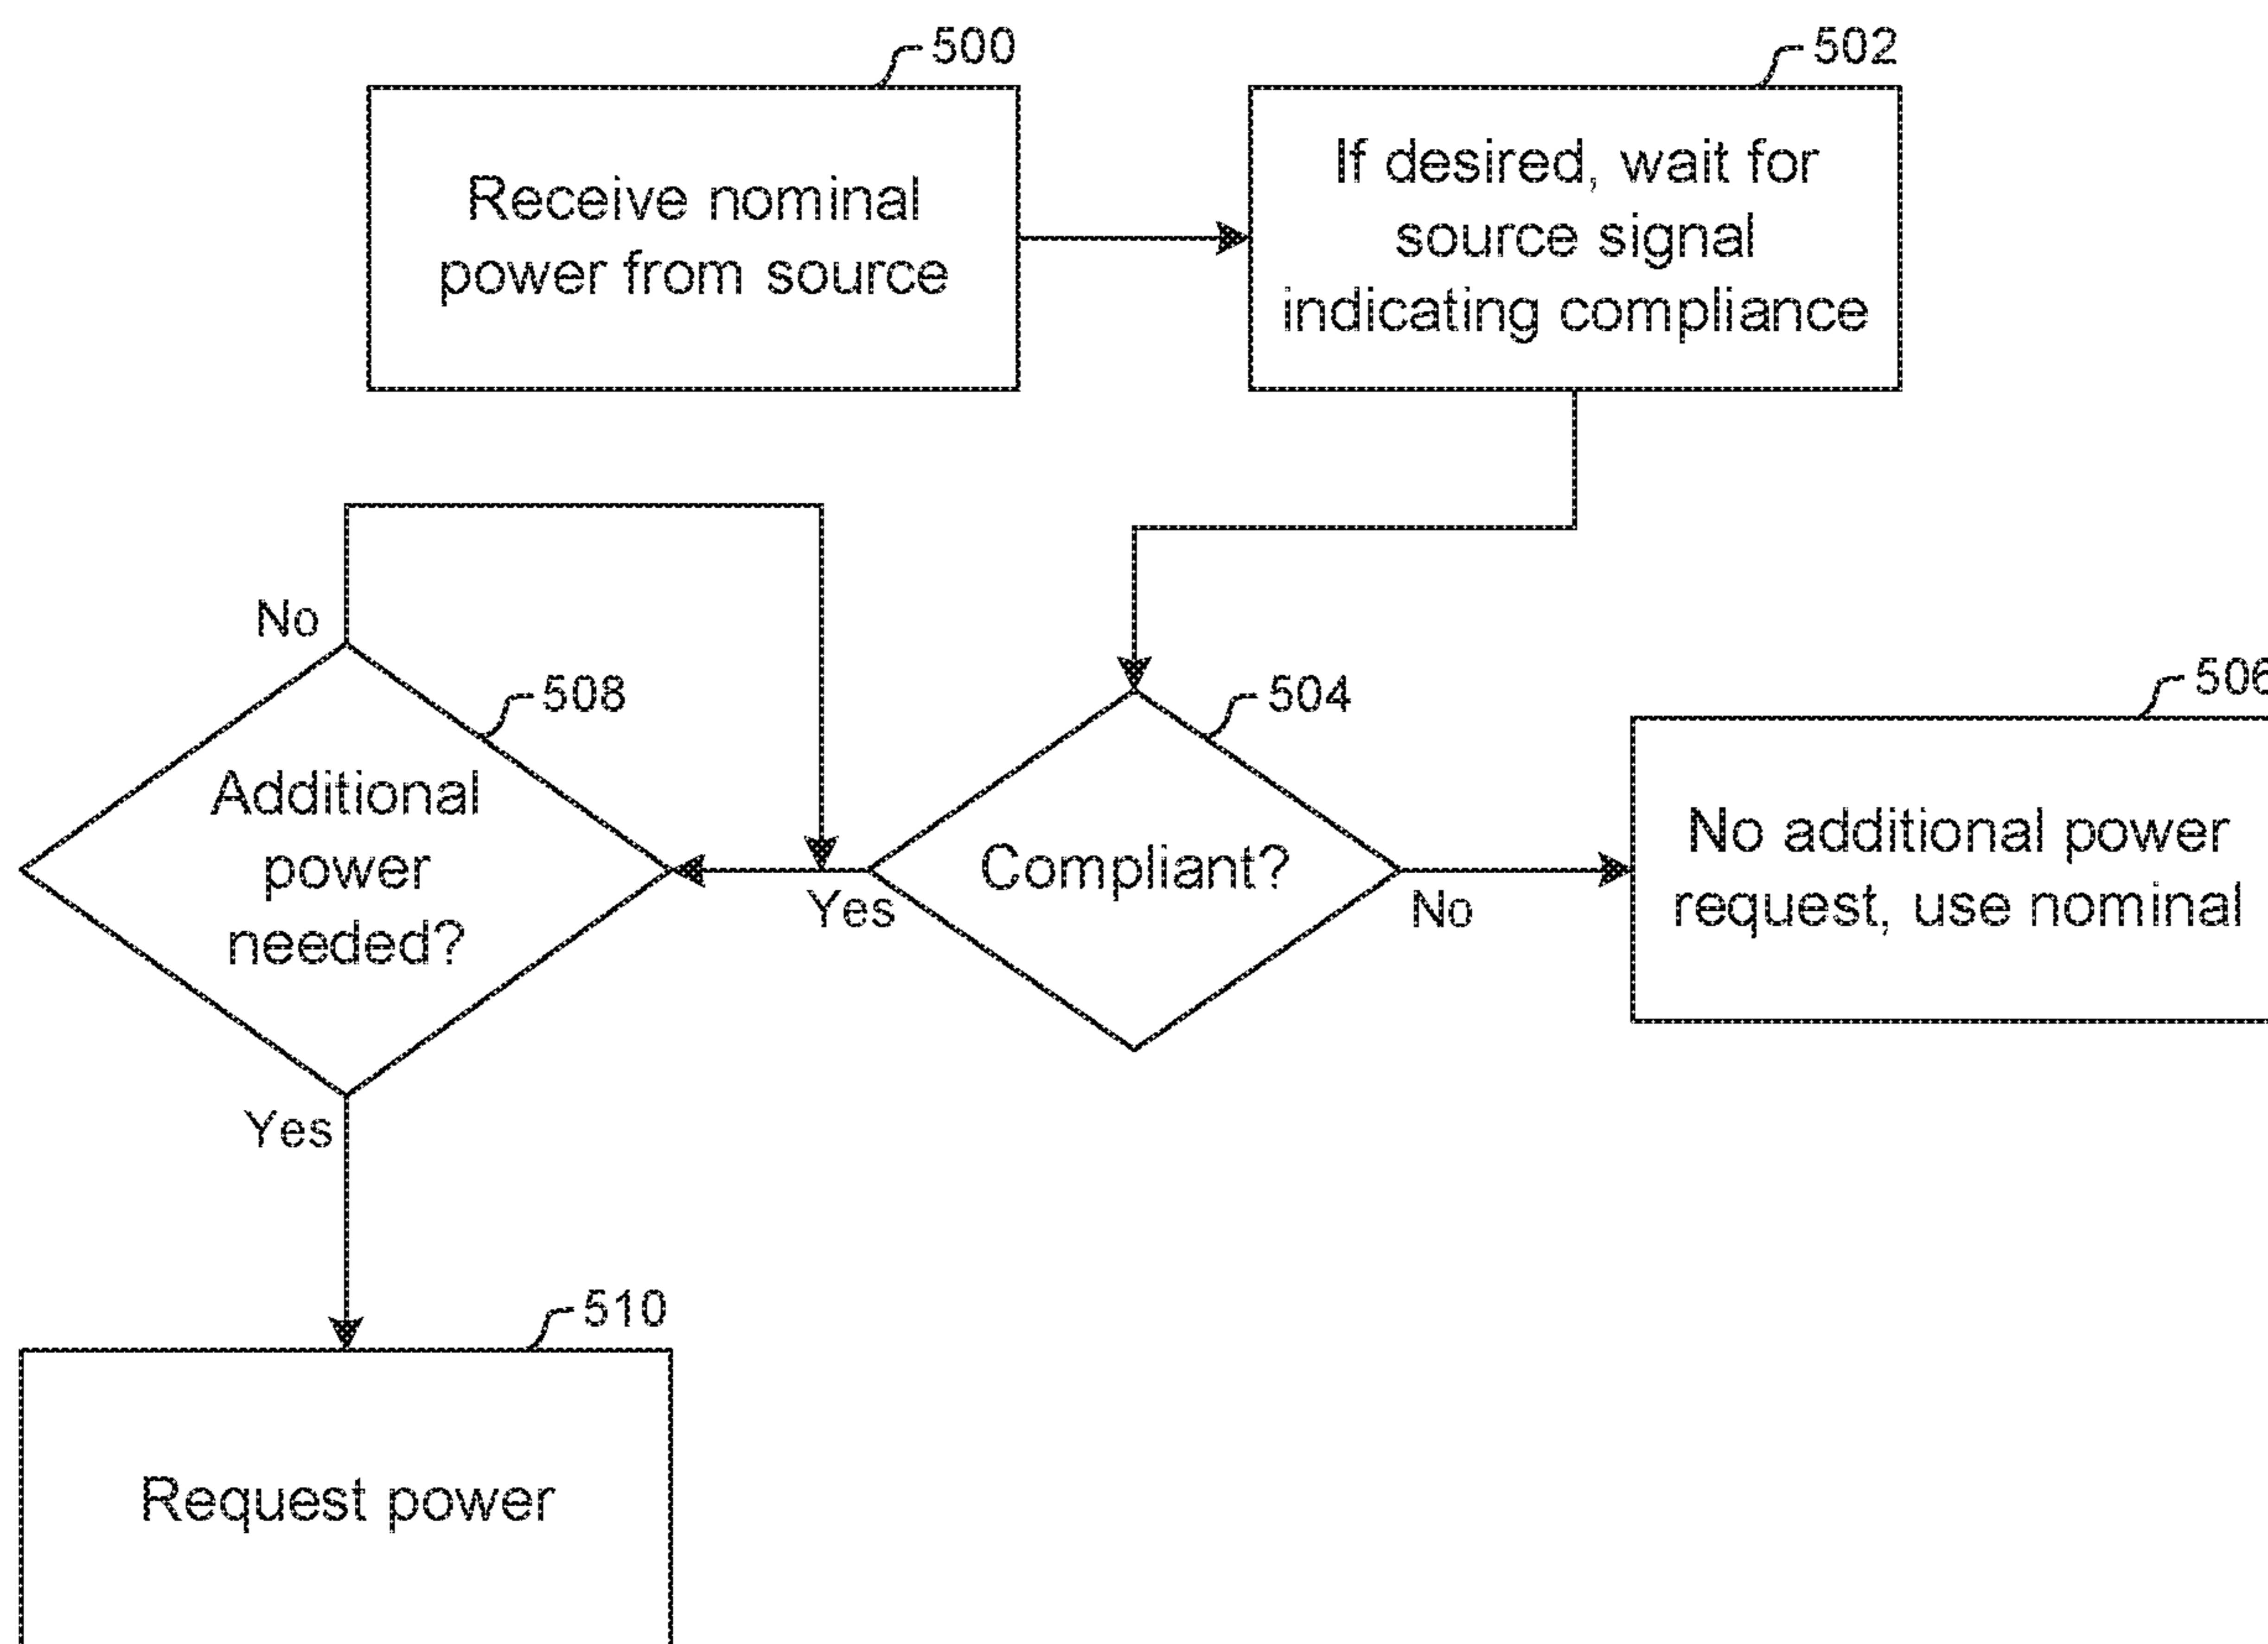 500
Receive nominal
power from source
502
If desired, wait for
source signal
indicating compliance
No
508
Additional
power
needed?
Yes
504
Compliant?
Yes
No
506
No additional power
request, use nominal
510
Request power